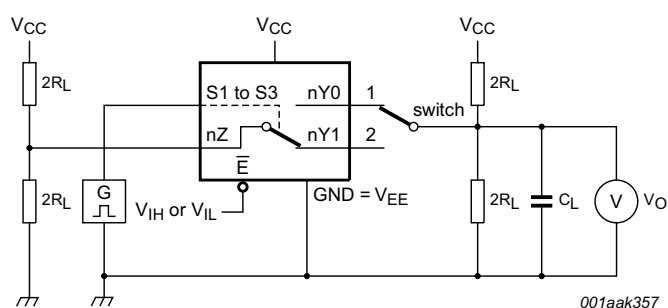 VCC
VCC
VCC
2RL
S1 to S3
nY0
1
2RL
switch
nZ
nY1
2
E
2RL
G
VIH or VIL
GND = VEE
2RL
CL
V
VO
001aak357